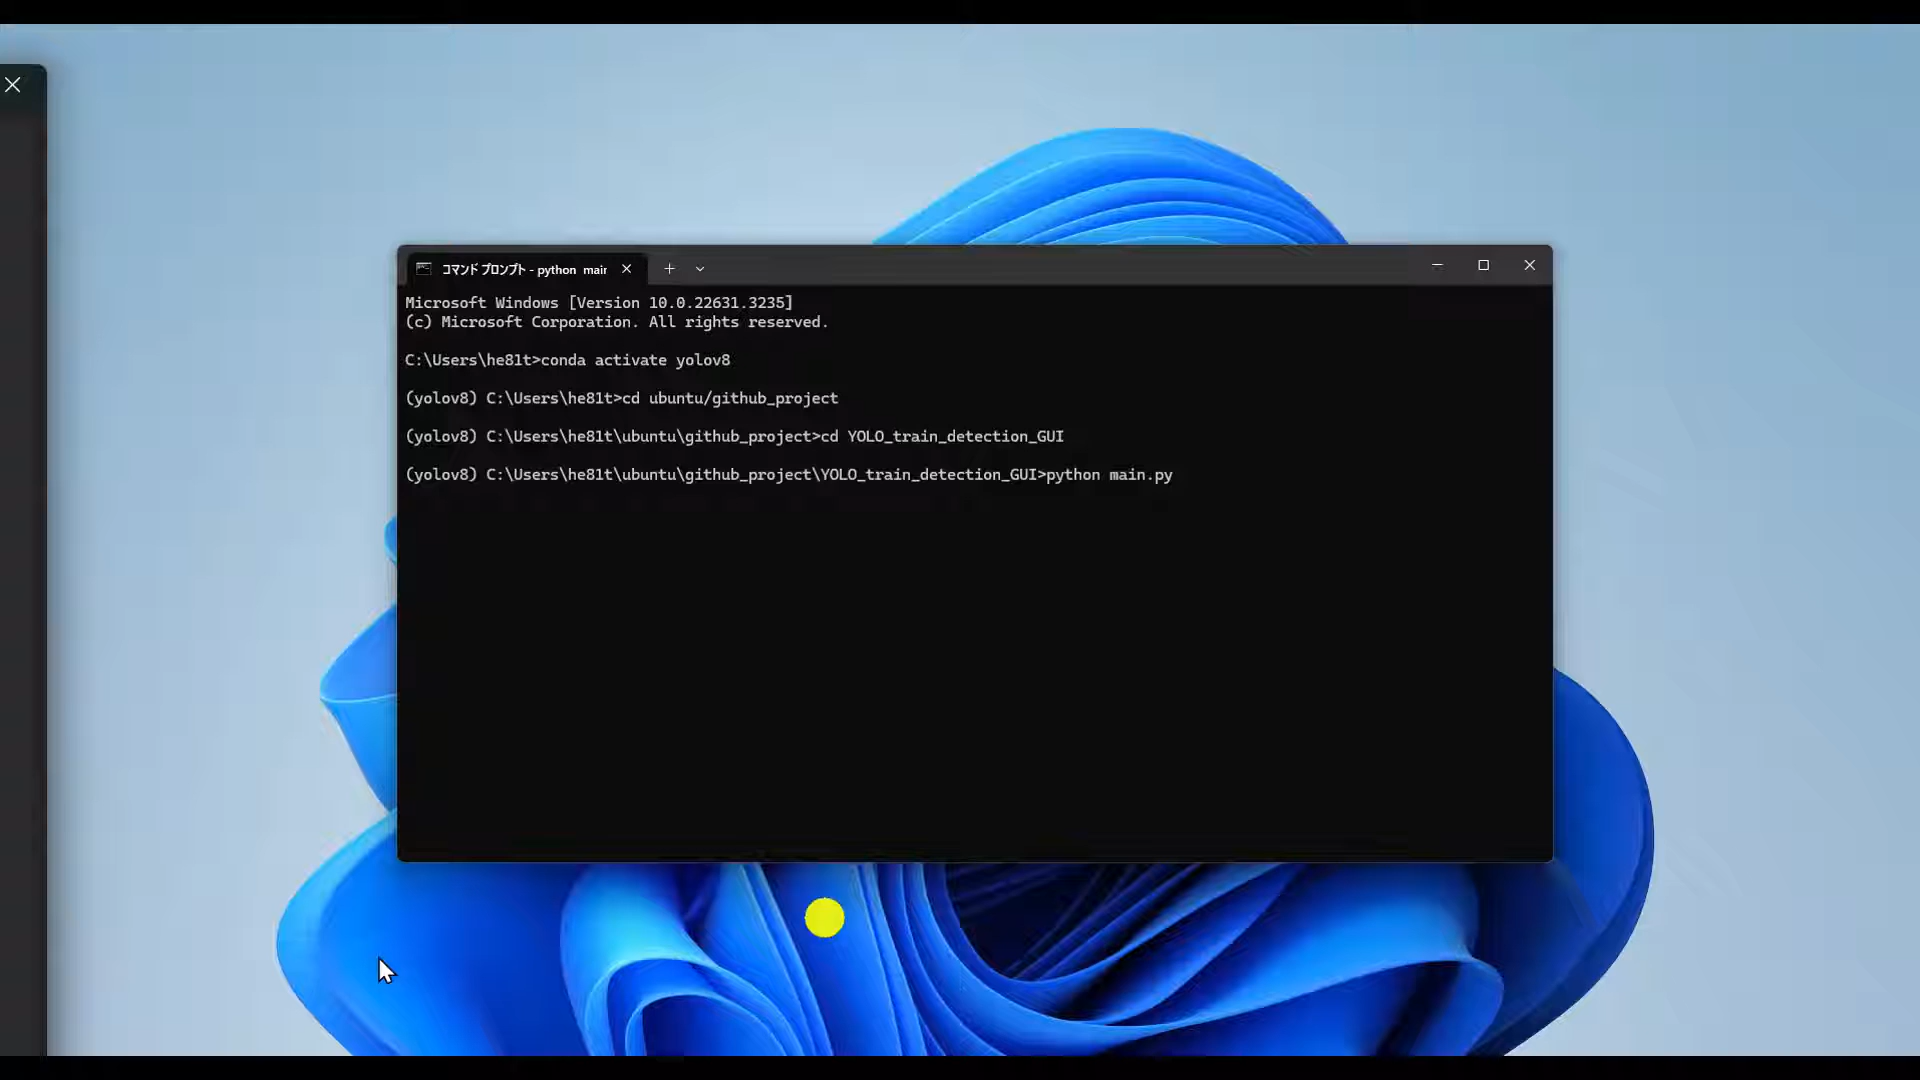 コマンド プロンプト - python mair
Microsoft Windows [Version 10.0.22631.3235]
(c) Microsoft Corporation. All rights reserved.
C:\Users\he81t>conda activate yolov8
(yolov8) C:\Users\he81t>cd ubuntu/github_project
(yolov8) C:\Users\he81t\ubuntu\github_project>cd YOLO_train_detection_GUI
(yolov8) C:\Users\he81t\ubuntu\github_project\YOLO_train_detection_GUI>python main.py